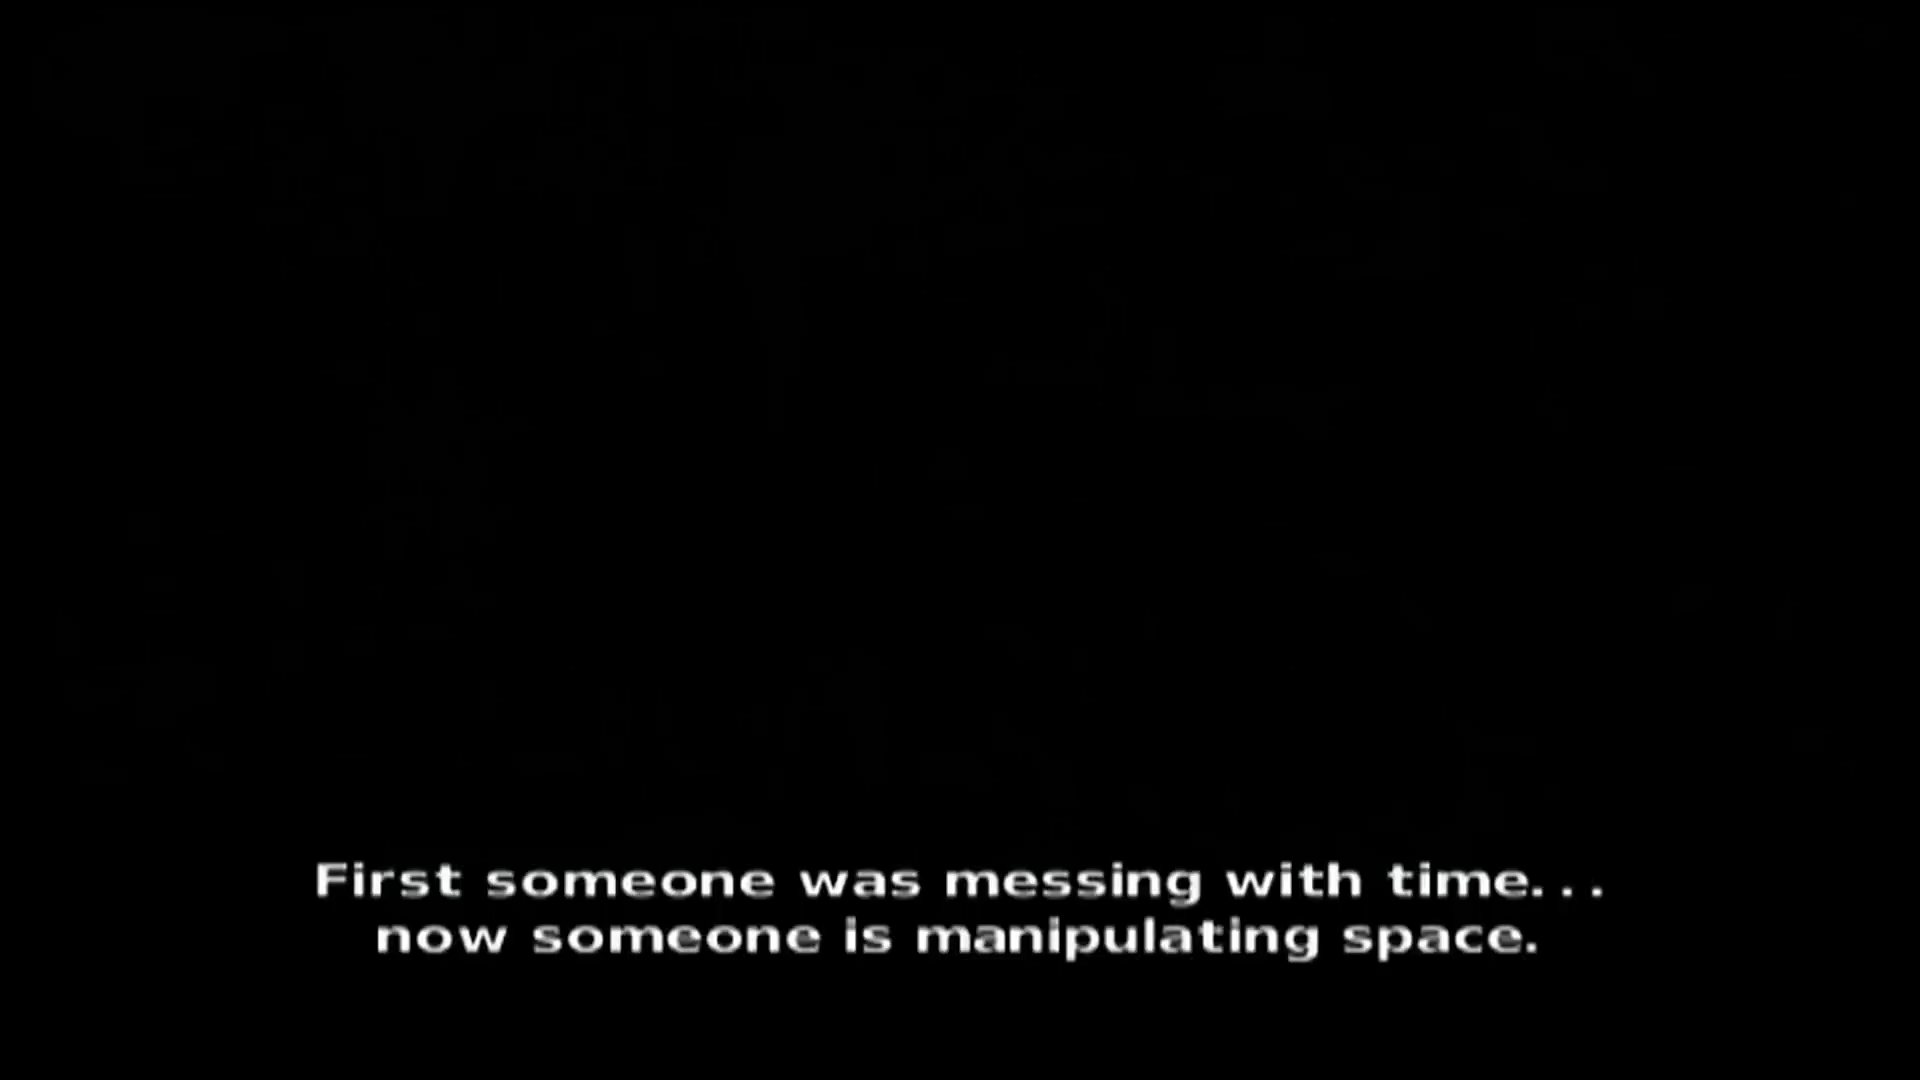 First someone was messing with time...
now someone is manipulating space.